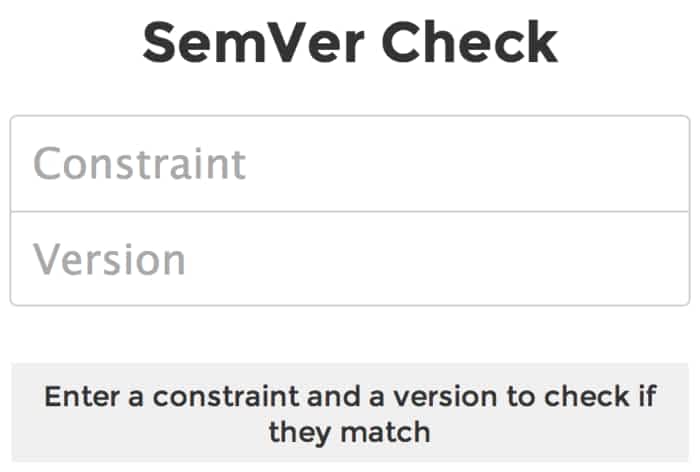 SemVer Check
Constraint
Version
Enter a constraint and a version to check if
they match